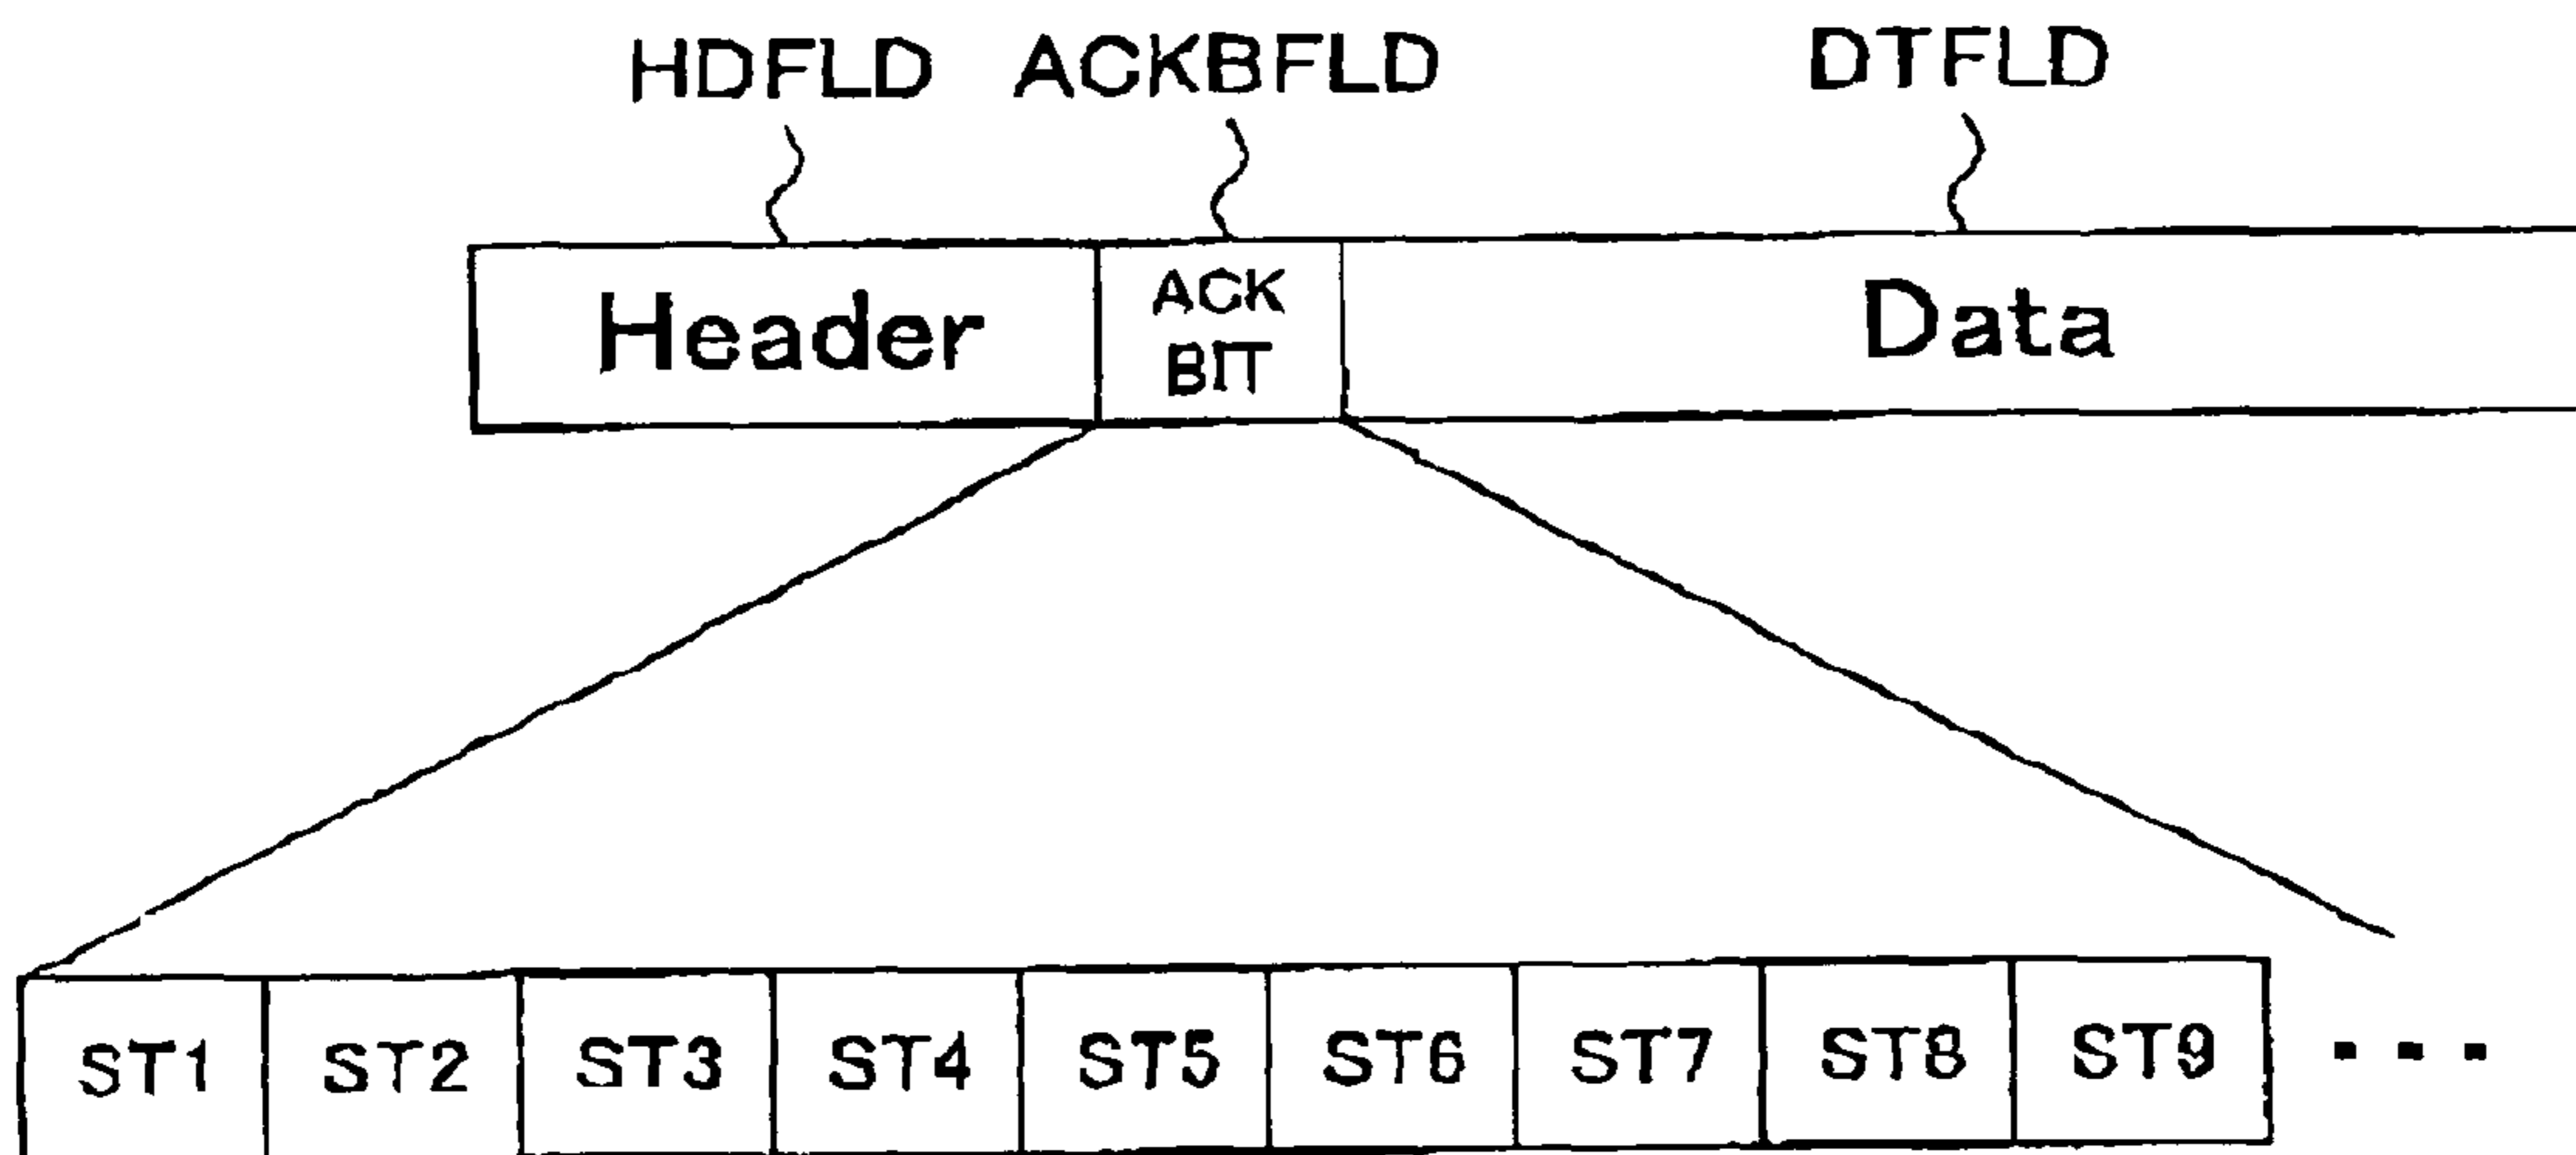 HDFLD ACKBFLD DTFLD
Header ACK BIT Data
ST1 ST2 ST3 ST4 ST5 ST6 ST7 ST8 ST9 ...